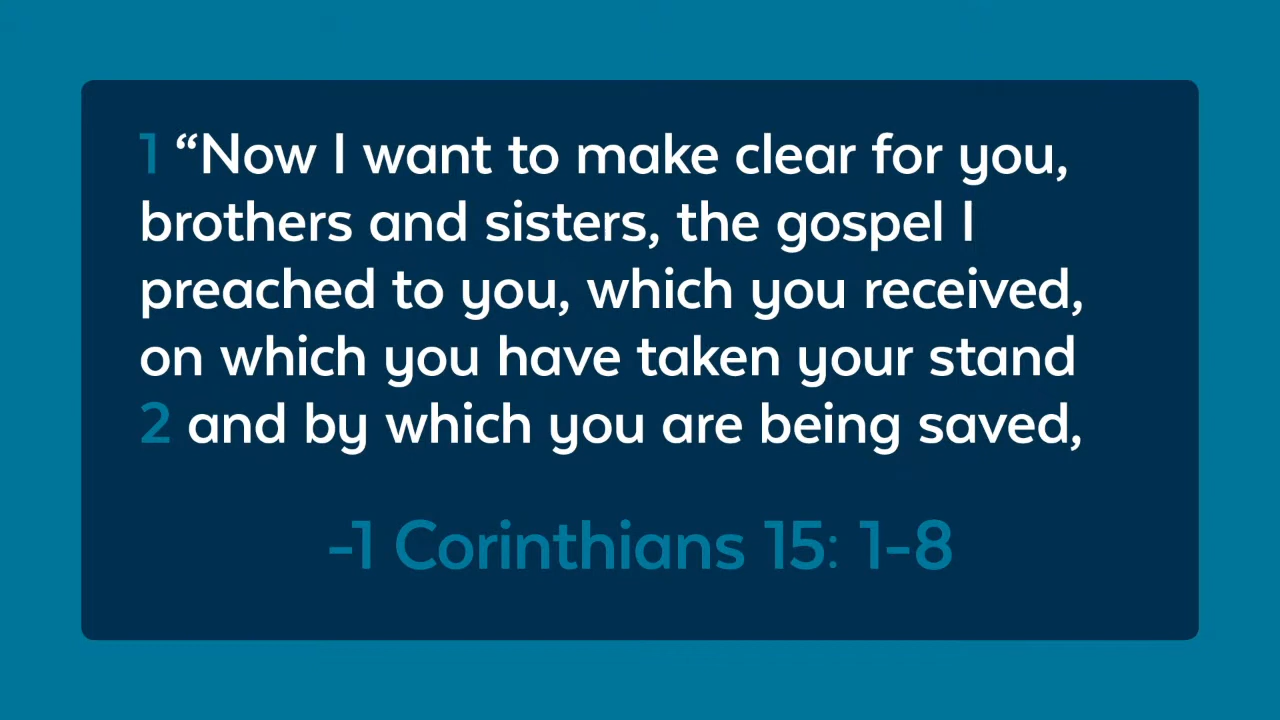 1 “Now I want to make clear for you,
brothers and sisters, the gospel I
preached to you, which you received,
on which you have taken your stand
2 and by which you are being saved,
-1 Corinthians 15: 1-8